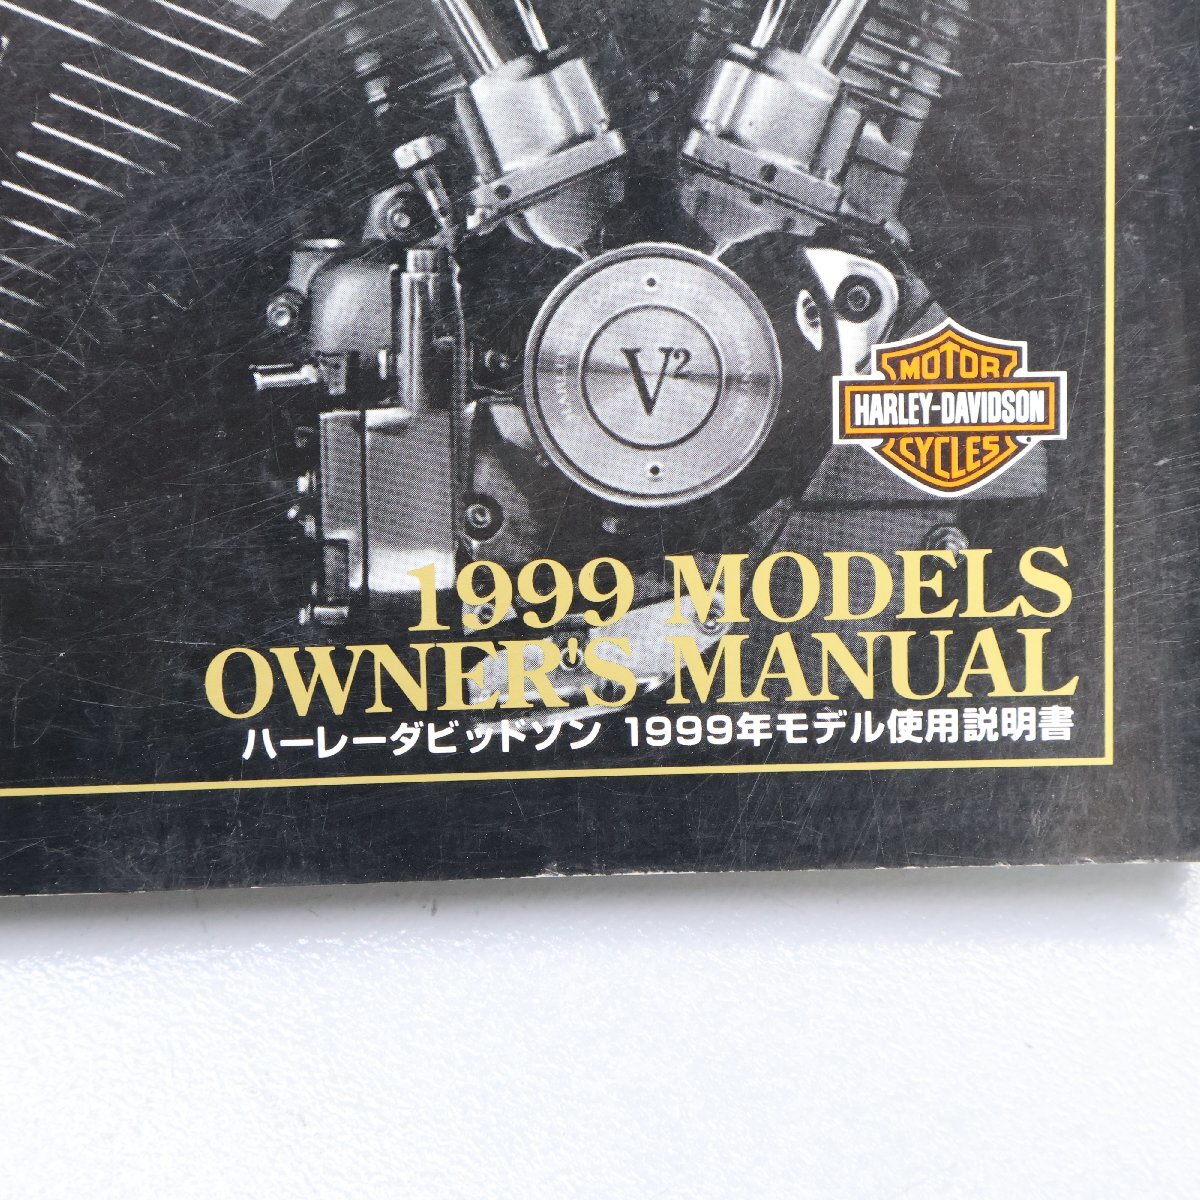 V²
MOTOR
HARLEY-DAVIDSON
CYCLES
1999 MODELS
OWNER'S MANUAL
ハーレーダビッドソン 1999年モデル使用説明書